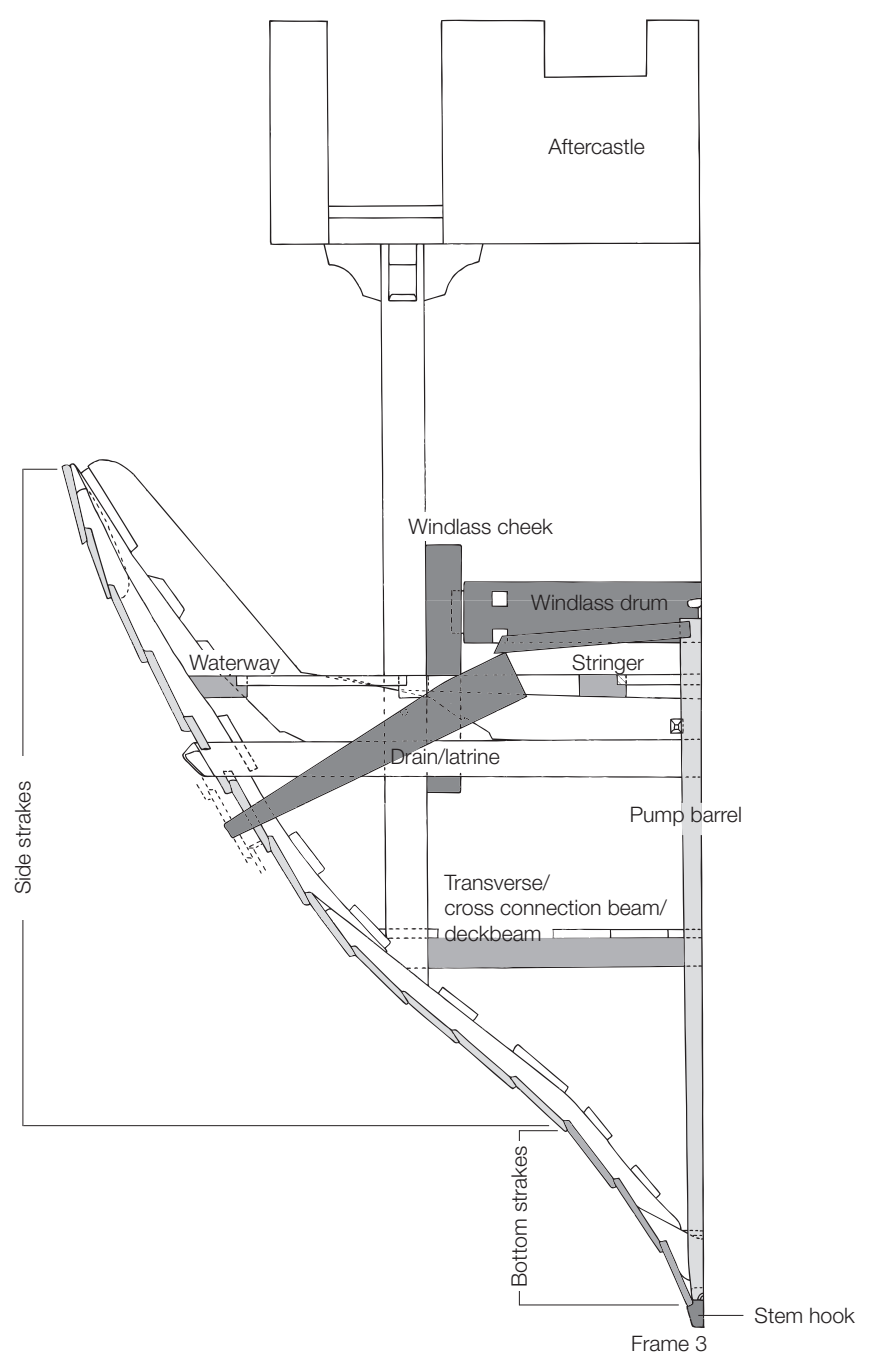 Aftercastle
Windlass cheek
Windlass drum
Waterway
Stringer
Drain/latrine
Pump barrel
Side strakes
Transverse/
cross connection beam/
deckbeam
Bottom strakes
Stem hook
Frame 3